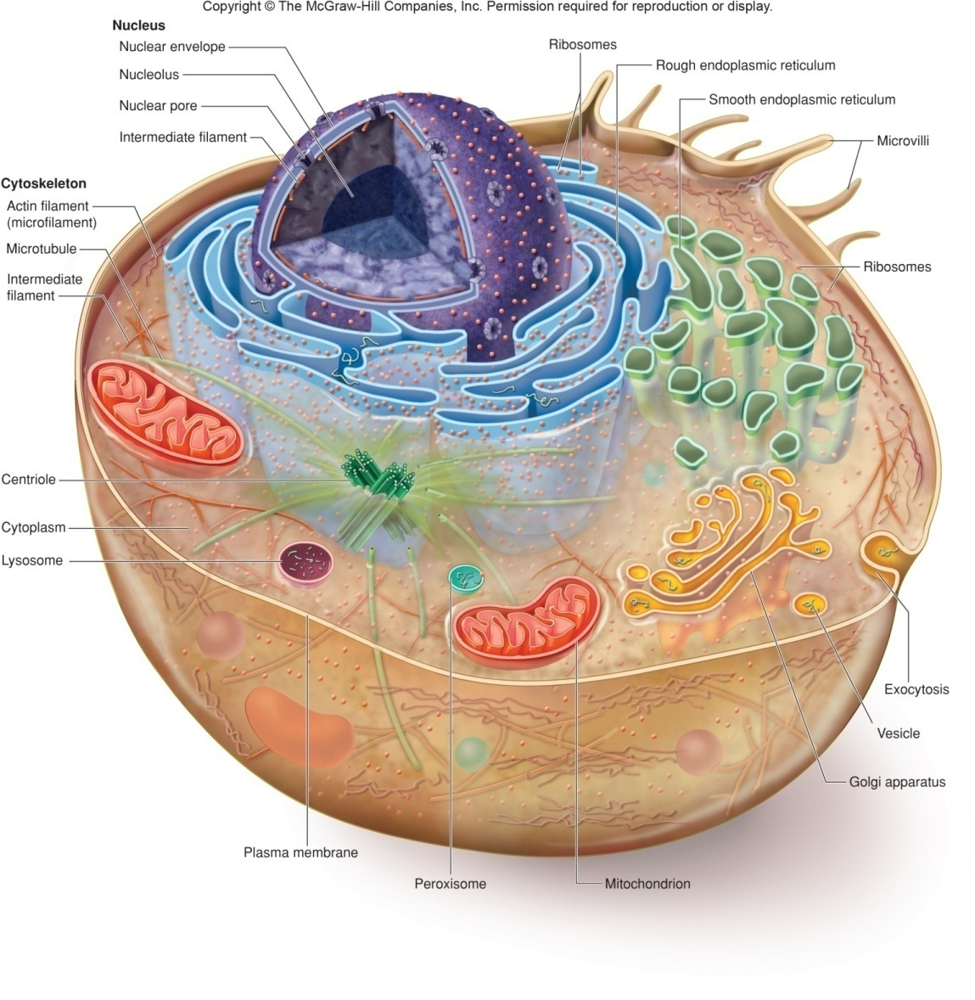 Copyright © The McGraw-Hill Companies, Inc. Permission required for reproduction or display.
Nucleus
Nuclear envelope
Nucleolus
Nuclear pore
Intermediate filament
Ribosomes
Rough endoplasmic reticulum
Smooth endoplasmic reticulum
Microvilli
Cytoskeleton
Actin filament
(microfilament)
Microtubule
Intermediate
filament
Ribosomes
Centriole
Cytoplasm
Lysosome
Exocytosis
Vesicle
Golgi apparatus
Plasma membrane
Peroxisome
Mitochondrion